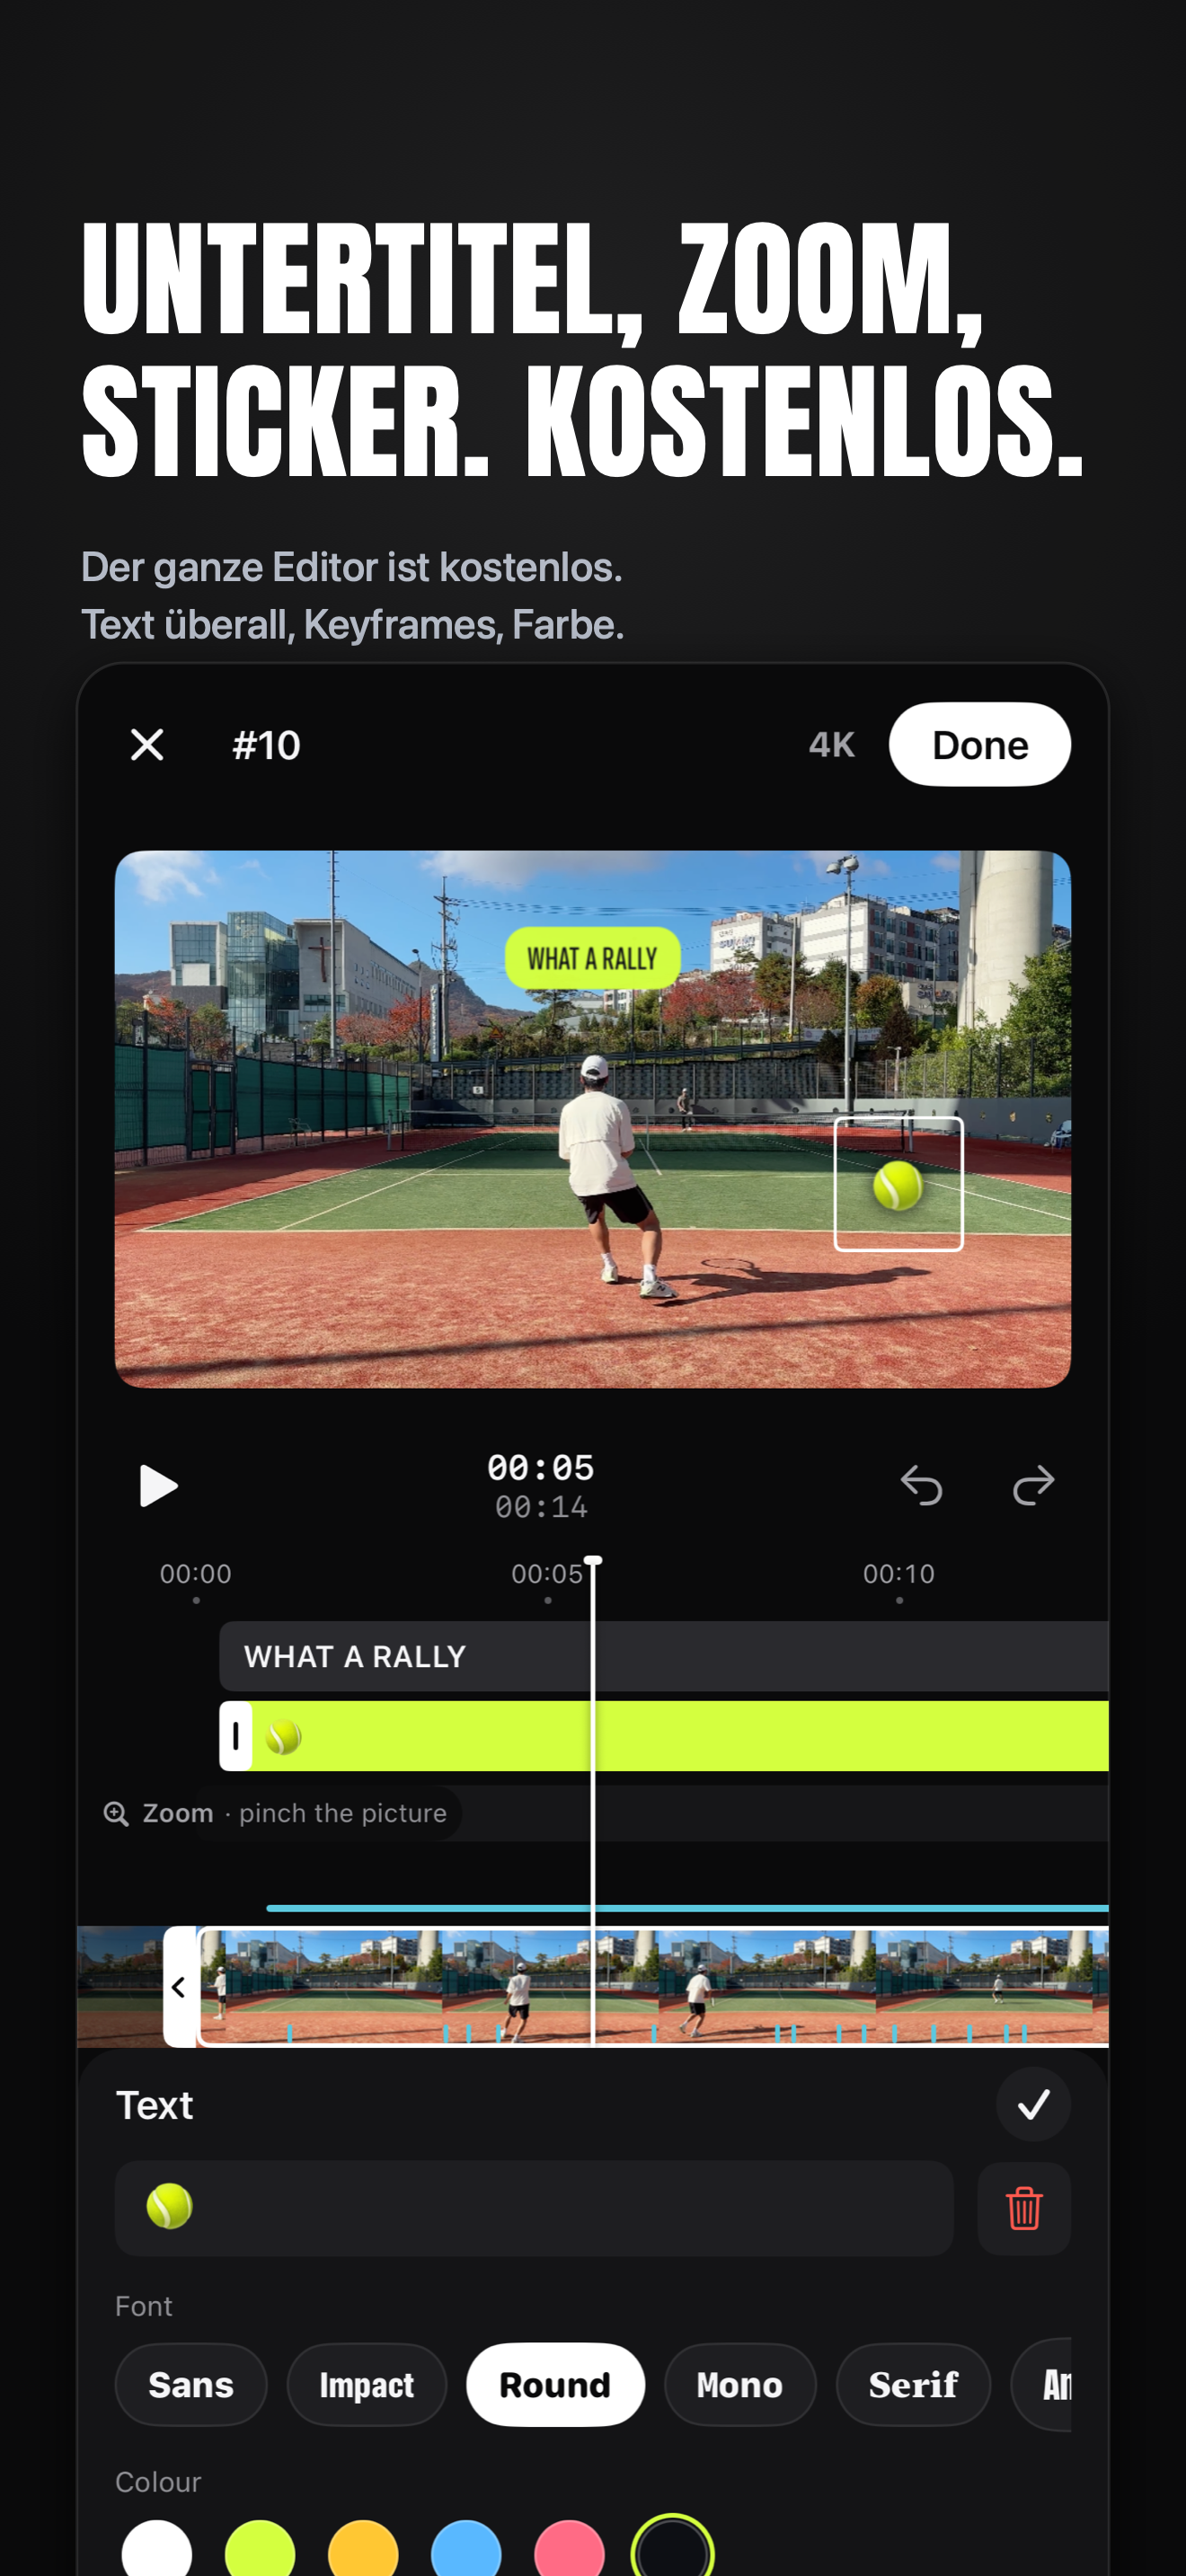 UNTERTITEL, ZOOM,
STICKER. KOSTENLOS.
Der ganze Editor ist kostenlos.
Text überall, Keyframes, Farbe.
#10
4K
Done
WHAT A RALLY
00:05
00:14
00:00
00:05
00:10
WHAT A RALLY
Zoom · pinch the picture
Text
Font
Sans
Impact
Round
Mono
Serif
Colour